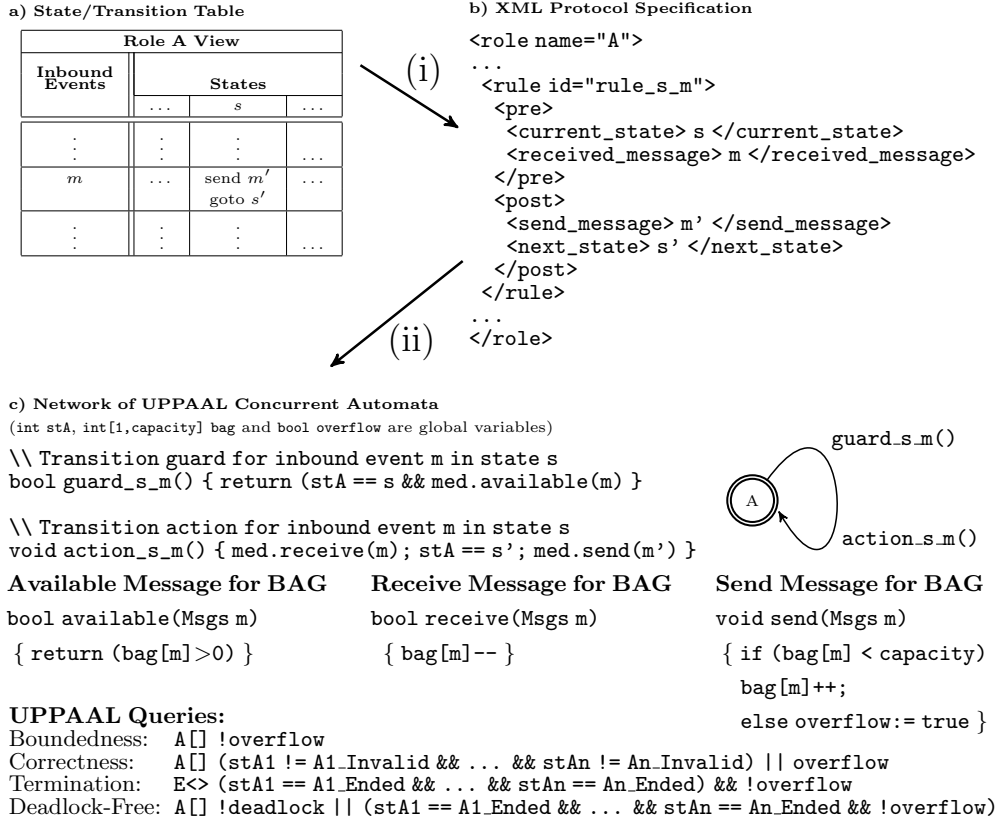 a) State/Transition Table
Role A View
Inbound Events
States
... s ...
. . .
. . .
. . . ...
m ... send m′ ...
goto s′
. . .
. . .
. . . ...
(i)
b) XML Protocol Specification
<role name="A">
...
<rule id="rule_s_m">
<pre>
<current_state> s </current_state>
<received_message> m </received_message>
</pre>
<post>
<send_message> m' </send_message>
<next_state> s' </next_state>
</post>
</rule>
...
</role>
(ii)
c) Network of UPPAAL Concurrent Automata
(int stA, int[1,capacity] bag and bool overflow are global variables)
\\ Transition guard for inbound event m in state s
bool guard_s_m() { return (stA == s && med.available(m) }
\\ Transition action for inbound event m in state s
void action_s_m() { med.receive(m); stA == s'; med.send(m') }
guard_s_m()
A
action_s_m()
Available Message for BAG
bool available(Msgs m)
{ return (bag[m]>0) }
Receive Message for BAG
bool receive(Msgs m)
{ bag[m]-- }
Send Message for BAG
void send(Msgs m)
{ if (bag[m] < capacity)
bag[m]++;
else overflow:= true }
UPPAAL Queries:
Boundedness: A[] !overflow
Correctness: A[] (stA1 != A1_Invalid && ... && stAn != An_Invalid) || overflow
Termination: E<> (stA1 == A1_Ended && ... && stAn == An_Ended) && !overflow
Deadlock-Free: A[] !deadlock || (stA1 == A1_Ended && ... && stAn == An_Ended && !overflow)